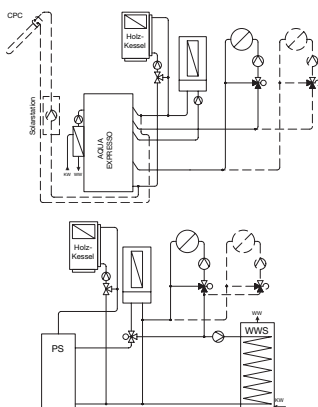 CPC
Holz-
Kessel
Solarstation
AQUA
EXPRESSO
KW WW
Holz-
Kessel
WW
PS
WWS
KW